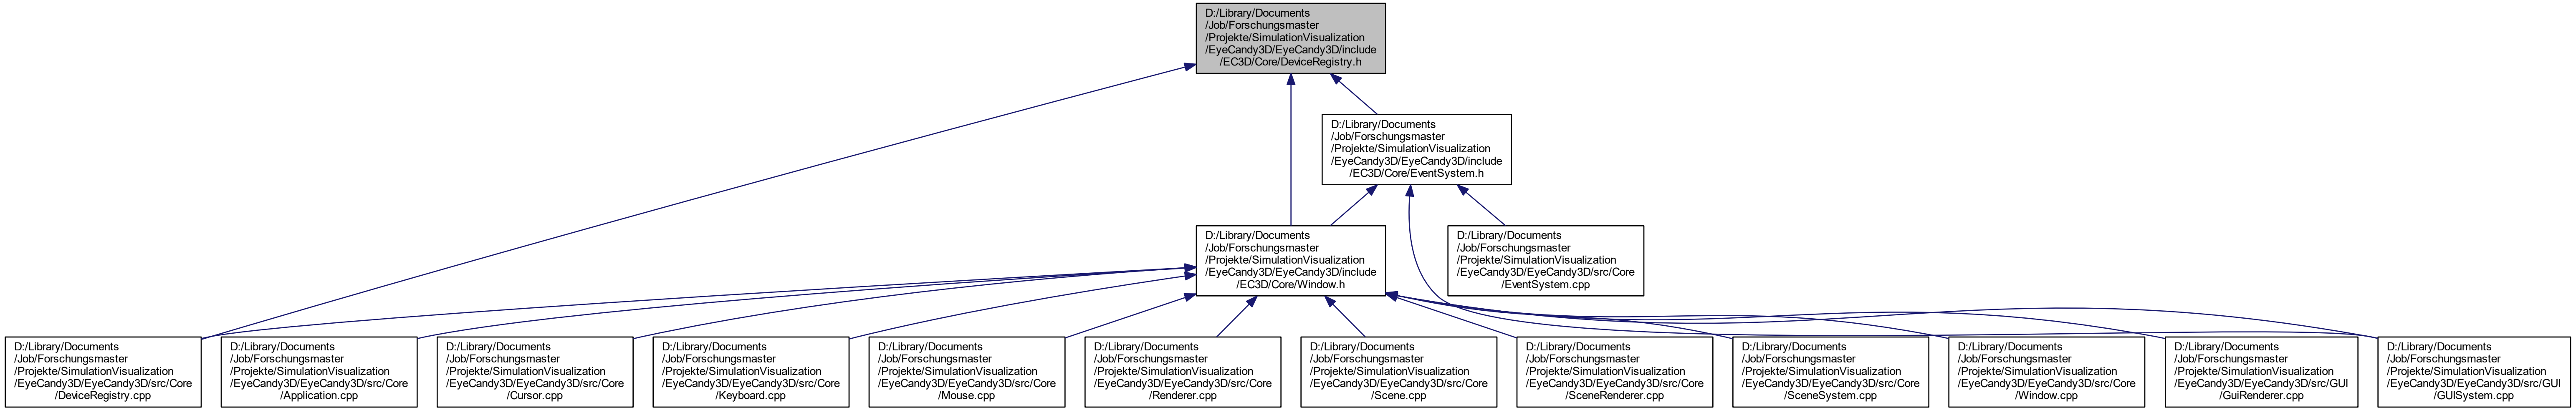 D:/Library/Documents
/Job/Forschungsmaster
/Projekte/SimulationVisualization
/EyeCandy3D/EyeCandy3D/include
/EC3D/Core/DeviceRegistry.h
D:/Library/Documents
/Job/Forschungsmaster
/Projekte/SimulationVisualization
/EyeCandy3D/EyeCandy3D/include
/EC3D/Core/EventSystem.h
D:/Library/Documents
/Job/Forschungsmaster
/Projekte/SimulationVisualization
/EyeCandy3D/EyeCandy3D/include
/EC3D/Core/Window.h
D:/Library/Documents
/Job/Forschungsmaster
/Projekte/SimulationVisualization
/EyeCandy3D/EyeCandy3D/src/Core
/EventSystem.cpp
D:/Library/Documents
/Job/Forschungsmaster
/Projekte/SimulationVisualization
/EyeCandy3D/EyeCandy3D/src/Core
/DeviceRegistry.cpp
D:/Library/Documents
/Job/Forschungsmaster
/Projekte/SimulationVisualization
/EyeCandy3D/EyeCandy3D/src/Core
/Application.cpp
D:/Library/Documents
/Job/Forschungsmaster
/Projekte/SimulationVisualization
/EyeCandy3D/EyeCandy3D/src/Core
/Cursor.cpp
D:/Library/Documents
/Job/Forschungsmaster
/Projekte/SimulationVisualization
/EyeCandy3D/EyeCandy3D/src/Core
/Keyboard.cpp
D:/Library/Documents
/Job/Forschungsmaster
/Projekte/SimulationVisualization
/EyeCandy3D/EyeCandy3D/src/Core
/Mouse.cpp
D:/Library/Documents
/Job/Forschungsmaster
/Projekte/SimulationVisualization
/EyeCandy3D/EyeCandy3D/src/Core
/Renderer.cpp
D:/Library/Documents
/Job/Forschungsmaster
/Projekte/SimulationVisualization
/EyeCandy3D/EyeCandy3D/src/Core
/Scene.cpp
D:/Library/Documents
/Job/Forschungsmaster
/Projekte/SimulationVisualization
/EyeCandy3D/EyeCandy3D/src/Core
/SceneRenderer.cpp
D:/Library/Documents
/Job/Forschungsmaster
/Projekte/SimulationVisualization
/EyeCandy3D/EyeCandy3D/src/Core
/SceneSystem.cpp
D:/Library/Documents
/Job/Forschungsmaster
/Projekte/SimulationVisualization
/EyeCandy3D/EyeCandy3D/src/Core
/Window.cpp
D:/Library/Documents
/Job/Forschungsmaster
/Projekte/SimulationVisualization
/EyeCandy3D/EyeCandy3D/src/GUI
/GuiRenderer.cpp
D:/Library/Documents
/Job/Forschungsmaster
/Projekte/SimulationVisualization
/EyeCandy3D/EyeCandy3D/src/GUI
/GUISystem.cpp